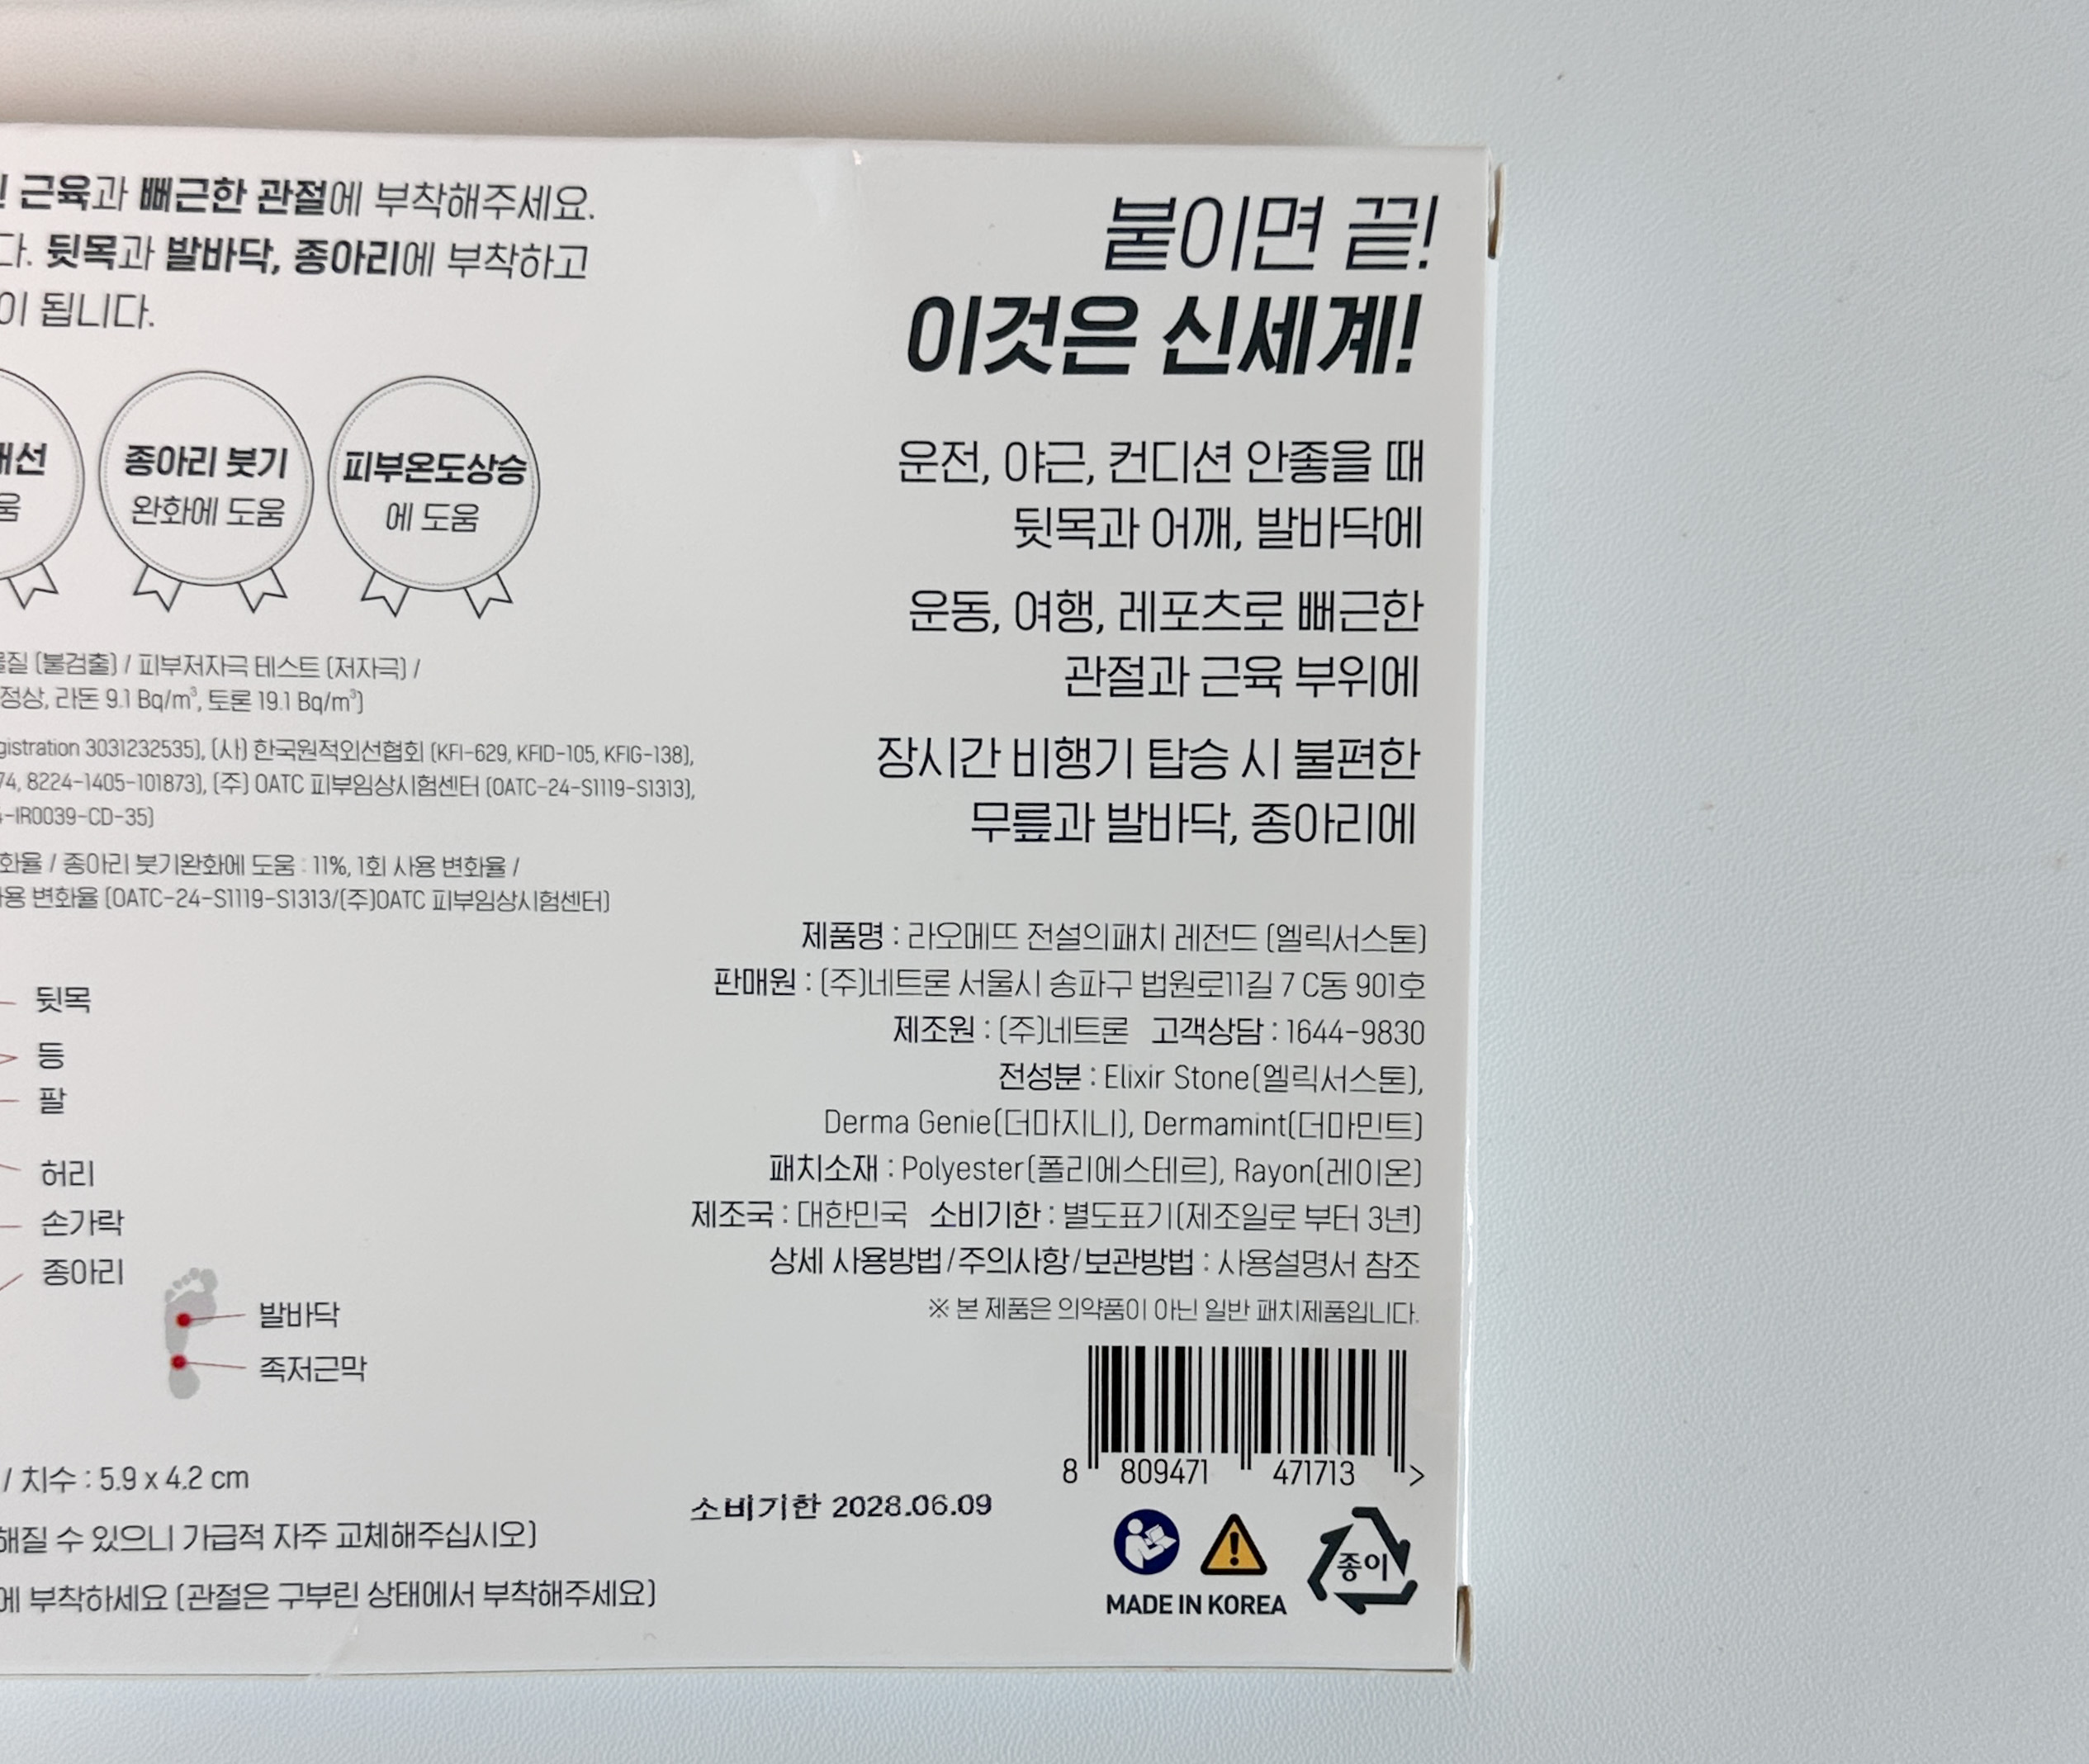 근육과 뻐근한 관절에 부착해주세요.
다. 뒷목과 발바닥, 종아리에 부착하고
이 됩니다.
개선
움
종아리 붓기
완화에 도움
피부온도상승
에 도움
물질 (불검출) / 피부저자극 테스트 (저자극) /
정상, 라돈 9.1 Bq/m³, 토론 19.1 Bq/m³)
gistration 3031232535), (사) 한국원적외선협회 (KFI-629, KFID-105, KFIG-138),
74, 8224-1405-101873), (주) OATC 피부임상시험센터 (OATC-24-S1119-S1313),
-IR0039-CD-35)
화율 / 종아리 붓기완화에 도움 : 11%, 1회 사용 변화율 /
사용 변화율 (OATC-24-S1119-S1313/(주)OATC 피부임상시험센터)
뒷목
등
팔
허리
손가락
종아리
발바닥
족저근막
/ 치수 : 5.9 x 4.2 cm
해질 수 있으니 가급적 자주 교체해주십시오)
에 부착하세요 (관절은 구부린 상태에서 부착해주세요)
붙이면 끝!
이것은 신세계!
운전, 야근, 컨디션 안좋을 때
뒷목과 어깨, 발바닥에
운동, 여행, 레포츠로 뻐근한
관절과 근육 부위에
장시간 비행기 탑승 시 불편한
무릎과 발바닥, 종아리에
제품명 : 라오메뜨 전설의패치 레전드 (엘릭서스톤)
판매원 : (주)네트론 서울시 송파구 법원로11길 7 C동 901호
제조원 : (주)네트론 고객상담 : 1644-9830
전성분 : Elixir Stone(엘릭서스톤),
Derma Genie(더마지니), Dermamint(더마민트)
패치소재 : Polyester(폴리에스테르), Rayon(레이온)
제조국 : 대한민국 소비기한 : 별도표기(제조일로 부터 3년)
상세 사용방법/주의사항/보관방법 : 사용설명서 참조
※ 본 제품은 의약품이 아닌 일반 패치제품입니다.
8 809471 471713 >
소비기한 2028.06.09
MADE IN KOREA
종이